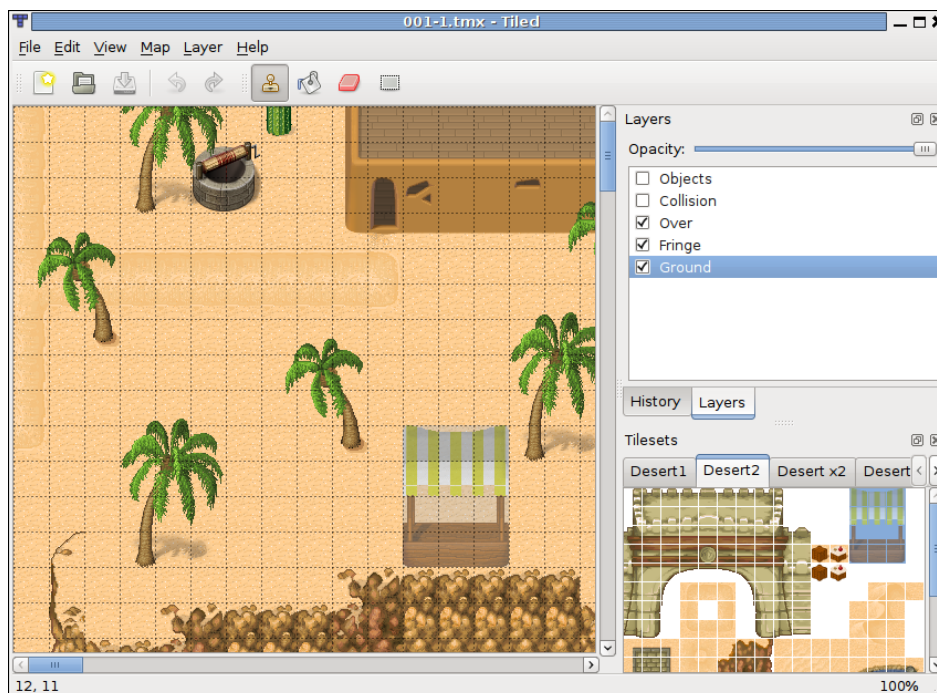 001-1.tmx - Tiled
File Edit View Map Layer Help
Layers
Opacity:
Objects
Collision
Over
Fringe
Ground
History Layers
Tilesets
Desert1 Desert2 Desert x2 Desert
12, 11 100%